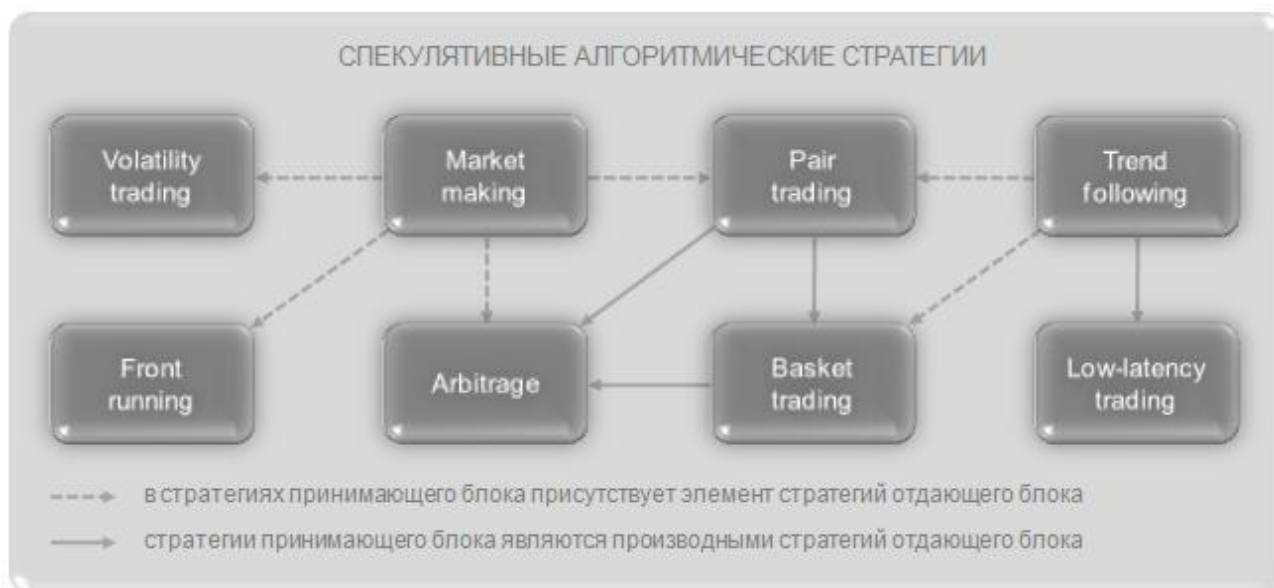 СПЕКУЛЯТИВНЫЕ АЛГОРИТМИЧЕСКИЕ СТРАТЕГИИ
Volatility
trading
Market
making
Pair
trading
Trend
following
Front
running
Arbitrage
Basket
trading
Low-latency
trading
в стратегиях принимающего блока присутствует элемент стратегий отдающего блока
стратегии принимающего блока являются производными стратегий отдающего блока